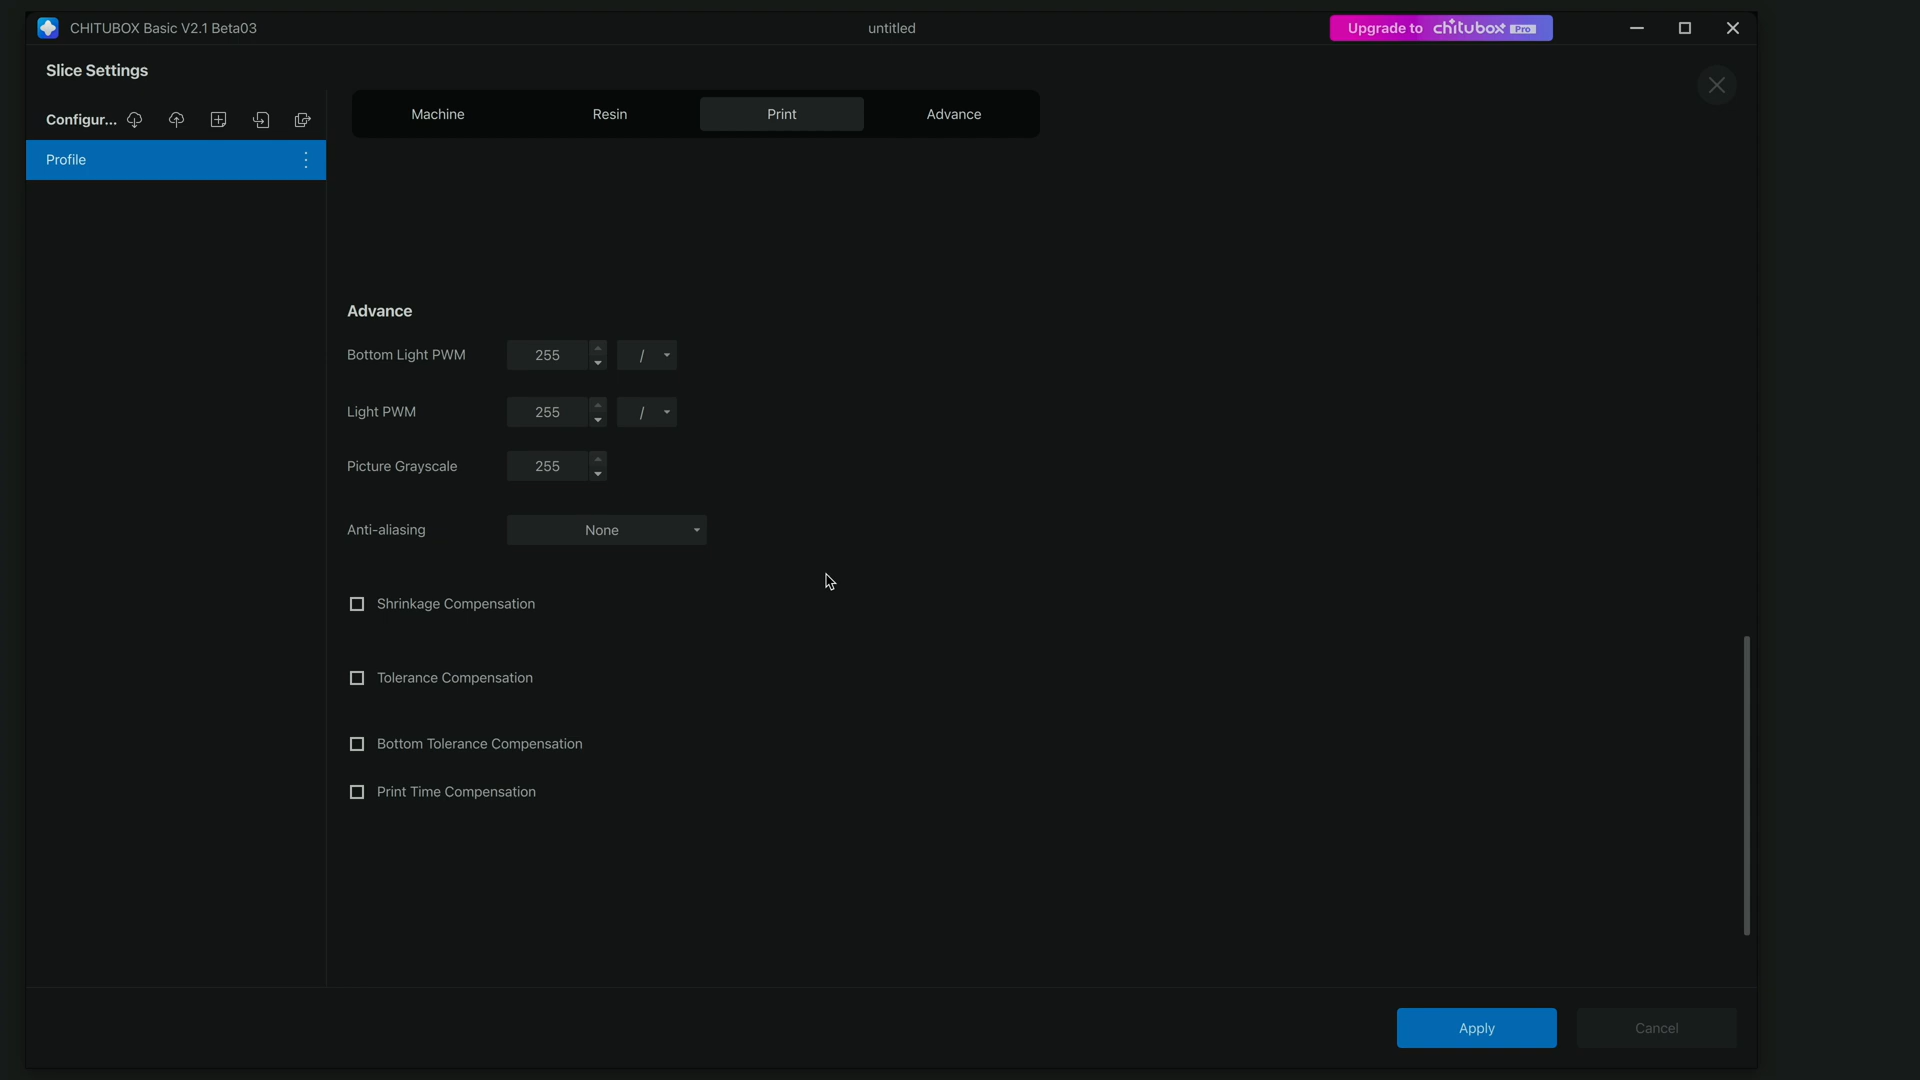 CHITUBOX Basic V2.1 Beta03
untitled
Upgrade to chitubox Pro
Slice Settings
Configur...
Machine
Resin
Print
Advance
Profile
Advance
Bottom Light PWM 255 /
Light PWM 255 /
Picture Grayscale 255
Anti-aliasing None
Shrinkage Compensation
Tolerance Compensation
Bottom Tolerance Compensation
Print Time Compensation
Apply
Cancel